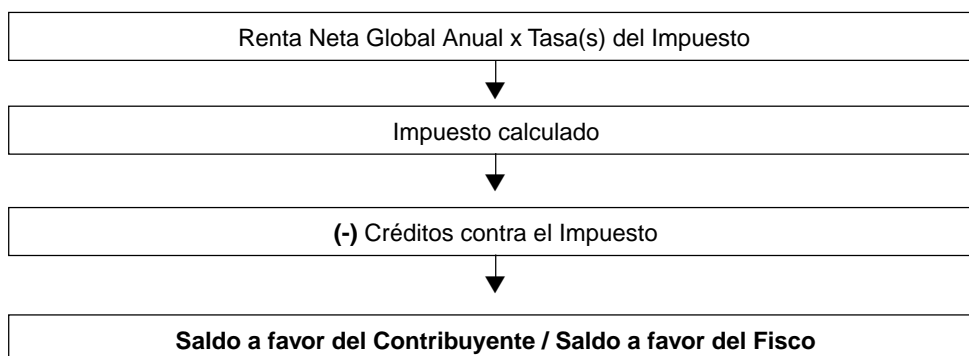 Renta Neta Global Anual x Tasa(s) del Impuesto
Impuesto calculado
(-) Créditos contra el Impuesto
Saldo a favor del Contribuyente / Saldo a favor del Fisco